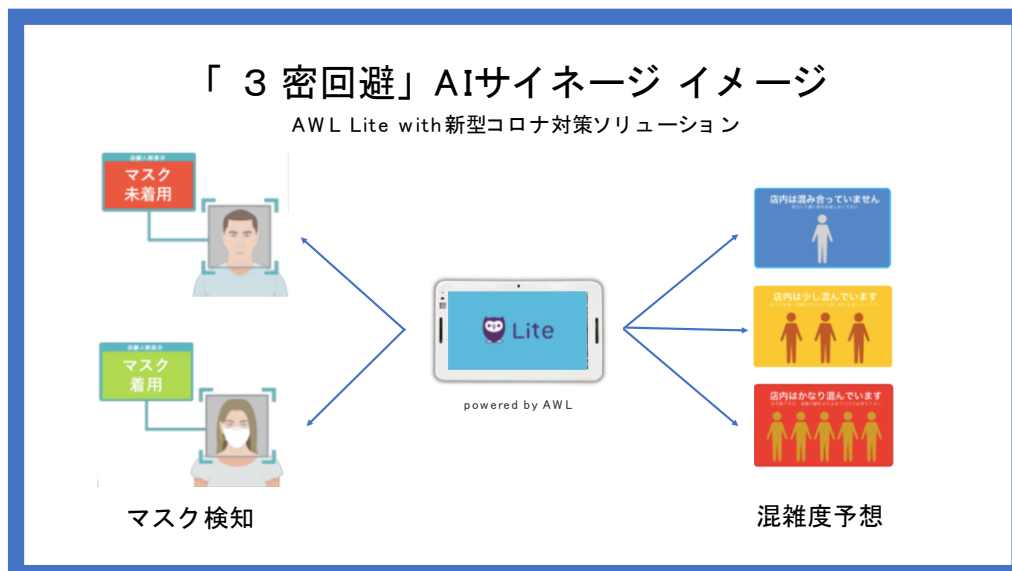 「 3 密回避」AIサイネージ イメージ
AWL Lite with新型コロナ対策ソリューション
マスク
未着用
マスク
着用
Lite
powered by AWL
店内は混み合っていません
店内は少し混んでいます
店内はかなり混んでいます
マスク検知
混雑度予想